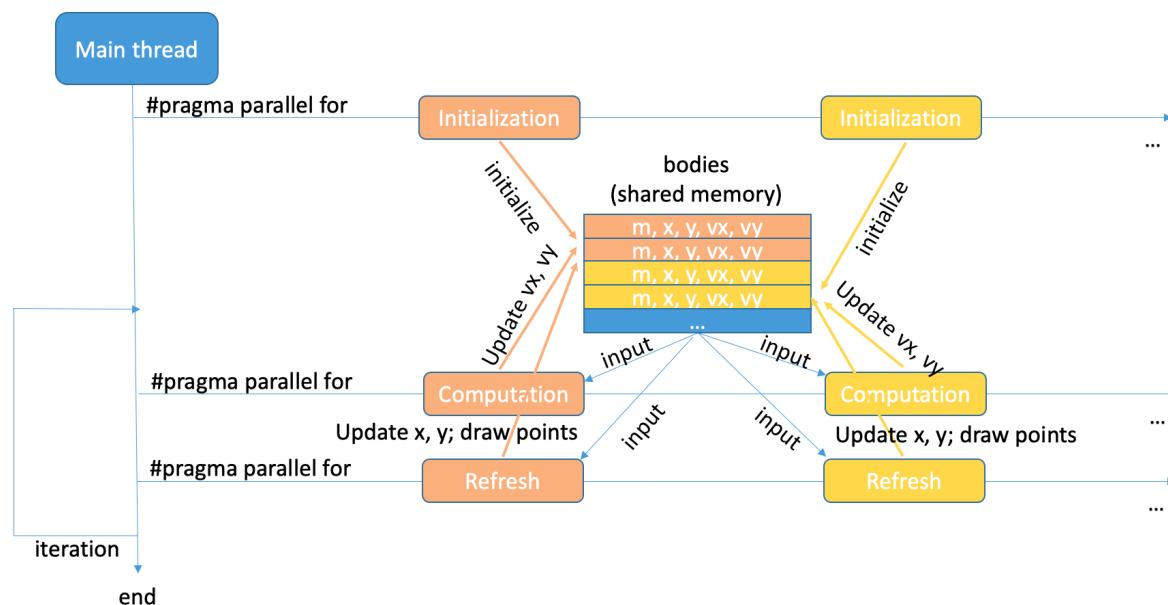 Main thread
#pragma parallel for
Initialization
Initialization
...
initialize
bodies
(shared memory)
initialize
m, x, y, vx, vy
m, x, y, vx, vy
m, x, y, vx, vy
m, x, y, vx, vy
...
Update vx, vy
Update vx, vy
input
input
#pragma parallel for
Computation
Computation
...
Update x, y; draw points
input
input
Update x, y; draw points
#pragma parallel for
Refresh
Refresh
...
iteration
end